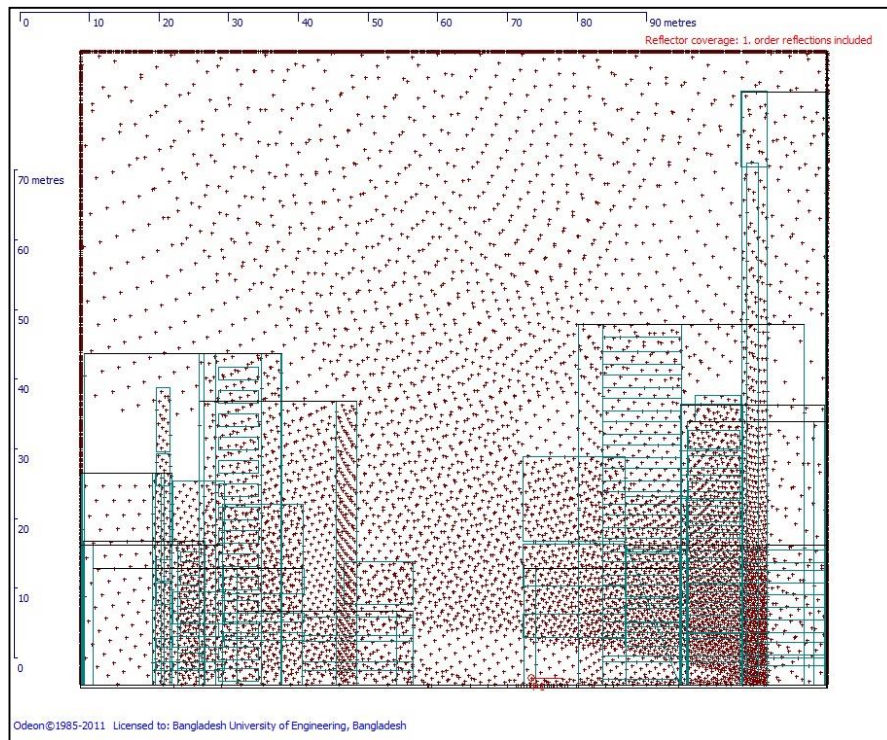 0 10 20 30 40 50 60 70 80 90 metres
Reflector coverage: 1. order reflections included
70 metres
60
50
40
30
20
10
0
Odeon©1985-2011 Licensed to: Bangladesh University of Engineering, Bangladesh